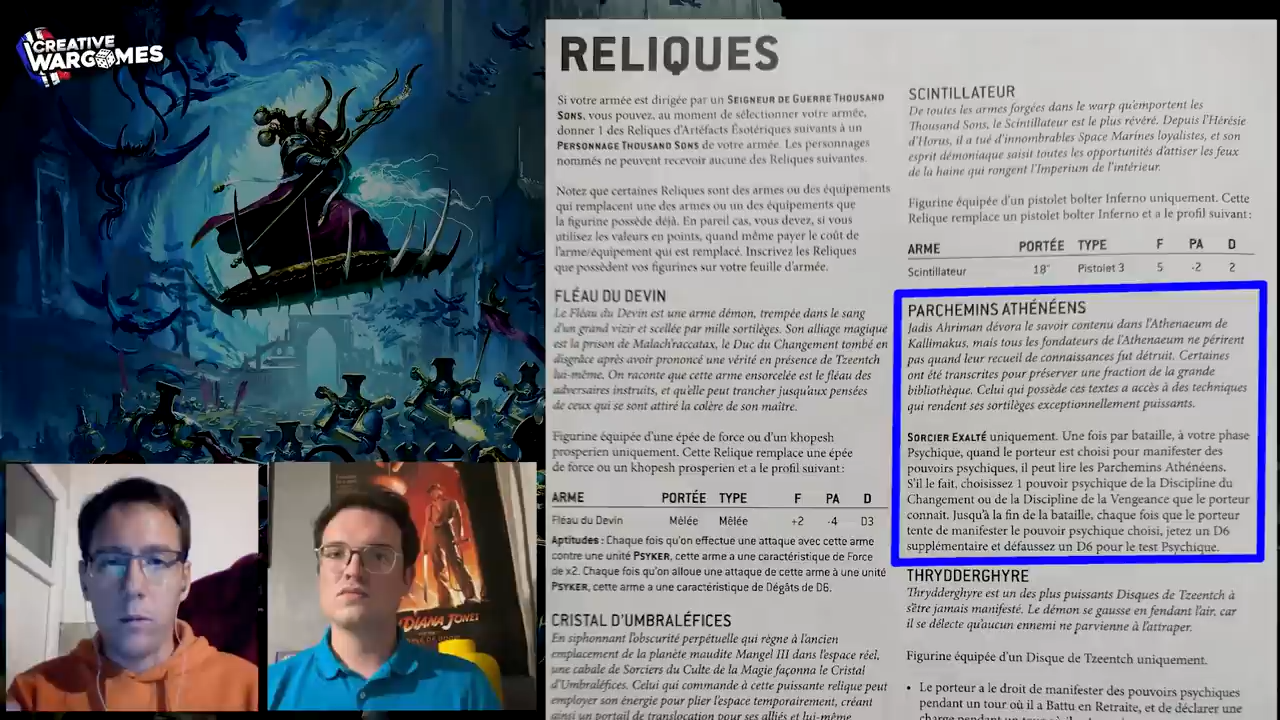 CREATIVE
WARGOMES
RELIQUES
Si votre armée est dirigée par un SEIGNEUR DE GUERRE THOUSAND
SONS, vous pouvez, au moment de sélectionner votre armée,
donner 1 des Reliques d'Artéfacts Ésotériques suivants à un
PERSONNAGE THOUSAND SONS de votre armée. Les personnages
nommés ne peuvent recevoir aucune des Reliques suivantes.
Notez que certaines Reliques sont des armes ou des équipements
qui remplacent une des armes ou un des équipements que
la figurine possède déjà. En pareil cas, vous devez, si vous
utilisez les valeurs en points, quand même payer le coût de
l'arme/équipement qui est remplacé. Inscrivez les Reliques
que possèdent vos figurines sur votre feuille d'armée.
FLÉAU DU DEVIN
Le Fléau du Devin est une arme démon, trempée dans le sang
d'un grand vizir et scellée par mille sortilèges. Son alliage magique
est la prison de Malach'raccatax, le Duc du Changement tombé en
disgrâce après avoir prononcé une vérité en présence de Tzeentch
lui-même. On raconte que cette arme ensorcelée est le fléau des
adversaires instruits, et qu'elle peut trancher jusqu'aux pensées
de ceux qui se sont attiré la colère de son maître.
Figurine équipée d'une épée de force ou d'un khopesh
prosperien uniquement. Cette Relique remplace une épée
de force ou un khopesh prosperien et a le profil suivant :
ARME PORTÉE TYPE F PA D
Fléau du Devin Mêlée Mêlée +2 -4 D3
Aptitudes : Chaque fois qu'on effectue une attaque avec cette arme
contre une unité PSYKER, cette arme a une caractéristique de Force
de x2. Chaque fois qu'on alloue une attaque de cette arme à une unité
PSYKER, cette arme a une caractéristique de Dégâts de D6.
CRISTAL D'UMBRALÉFICES
En siphonnant l'obscurité perpétuelle qui règne à l'ancien
emplacement de la planète maudite Mangel III dans l'espace réel,
une cabale de Sorciers du Culte de la Magie façonna le Cristal
d'Umbraléfices. Celui qui commande à cette puissante relique peut
employer son énergie pour plier l'espace temporairement, créant
ainsi un portail de translocation pour ses alliés et lui-même
SCINTILLATEUR
De toutes les armes forgées dans le warp qu'emportent les
Thousand Sons, le Scintillateur est le plus révéré. Depuis l'Hérésie
d'Horus, il a tué d'innombrables Space Marines loyalistes, et son
esprit démoniaque saisit toutes les opportunités d'attiser les feux
de la haine qui rongent l'Imperium de l'intérieur.
Figurine équipée d'un pistolet bolter Inferno uniquement. Cette
Relique remplace un pistolet bolter Inferno et a le profil suivant :
ARME PORTÉE TYPE F PA D
Scintillateur 18" Pistolet 3 5 -2 2
PARCHEMINS ATHÉNÉENS
Jadis Ahriman dévora le savoir contenu dans l'Athenaeum de
Kallimakus, mais tous les fondateurs de l'Athenaeum ne périrent
pas quand leur recueil de connaissances fut détruit. Certaines
ont été transcrites pour préserver une fraction de la grande
bibliothèque. Celui qui possède ces textes a accès à des techniques
qui rendent ses sortilèges exceptionnellement puissants.
SORCIER EXALTÉ uniquement. Une fois par bataille, à votre phase
Psychique, quand le porteur est choisi pour manifester des
pouvoirs psychiques, il peut lire les Parchemins Athénéens.
S'il le fait, choisissez 1 pouvoir psychique de la Discipline du
Changement ou de la Discipline de la Vengeance que le porteur
connaît. Jusqu'à la fin de la bataille, chaque fois que le porteur
tente de manifester le pouvoir psychique choisi, jetez un D6
supplémentaire et défaussez un D6 pour le test Psychique.
THRYDDERGHYRE
Thrydderghyre est un des plus puissants Disques de Tzeentch à
s'être jamais manifesté. Le démon se gausse en fendant l'air, car
il se délecte qu'aucun ennemi ne parvienne à l'attraper.
Figurine équipée d'un Disque de Tzeentch uniquement.
• Le porteur a le droit de manifester des pouvoirs psychiques
pendant un tour où il a Battu en Retraite, et de déclarer une
INDIANA JONES